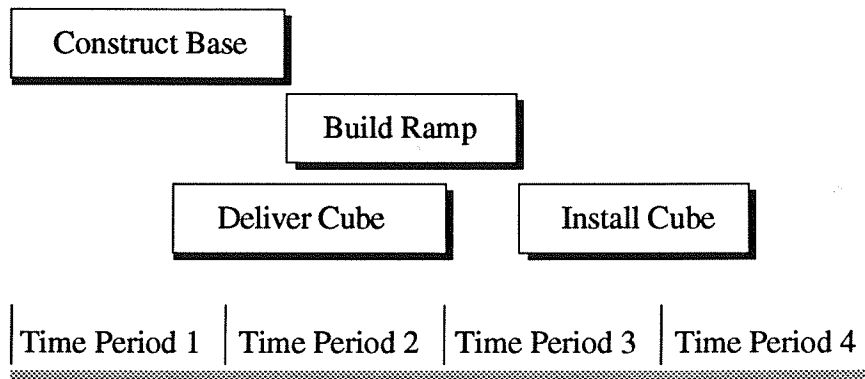 Construct Base
Build Ramp
Deliver Cube
Install Cube
Time Period 1
Time Period 2
Time Period 3
Time Period 4